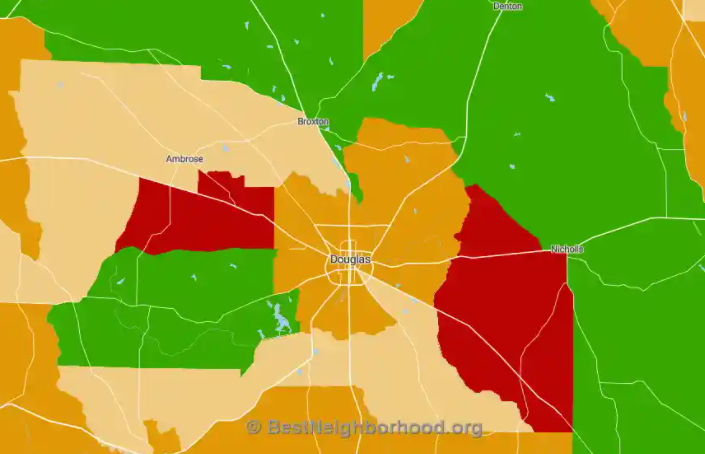 Denton
Broxton
Ambrose
Nicholls
Douglas
© BestNeighborhood.org